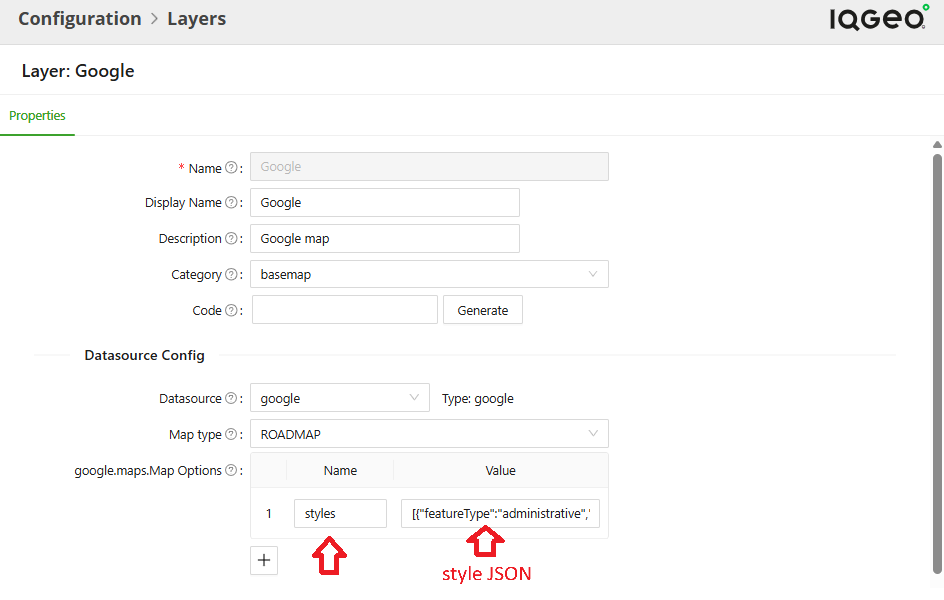 Configuration > Layers
IQGEO
Layer: Google
Properties
* Name ? : Google
Display Name ? : Google
Description ? : Google map
Category ? : basemap
Code ? : Generate
Datasource Config
Datasource ? : google Type: google
Map type ? : ROADMAP
google.maps.Map Options ? : Name Value
1 styles [{"featureType":"administrative","
+
style JSON